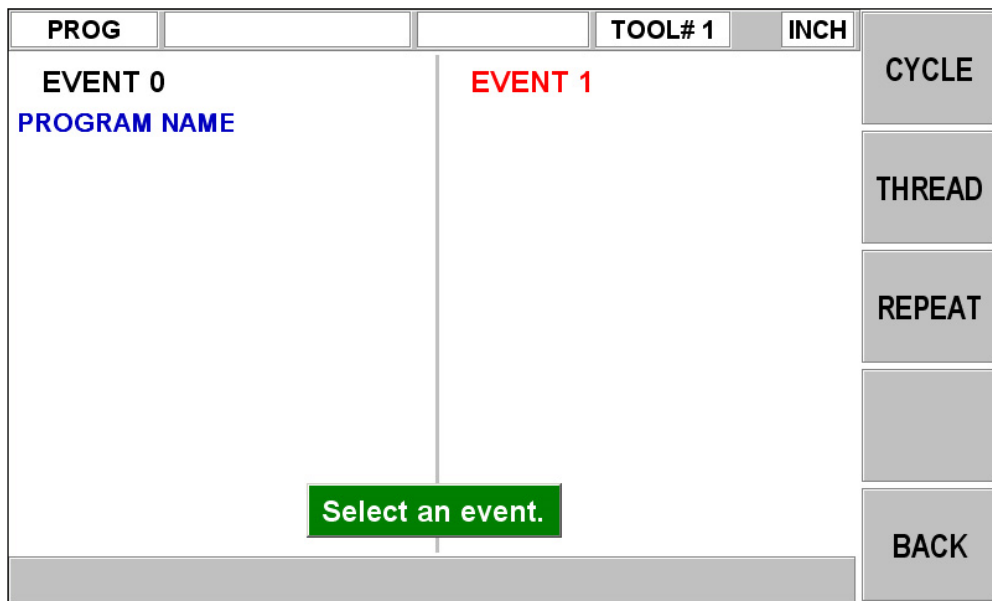 PROG TOOL# 1 INCH
EVENT 0
PROGRAM NAME
EVENT 1
Select an event.
CYCLE
THREAD
REPEAT
BACK